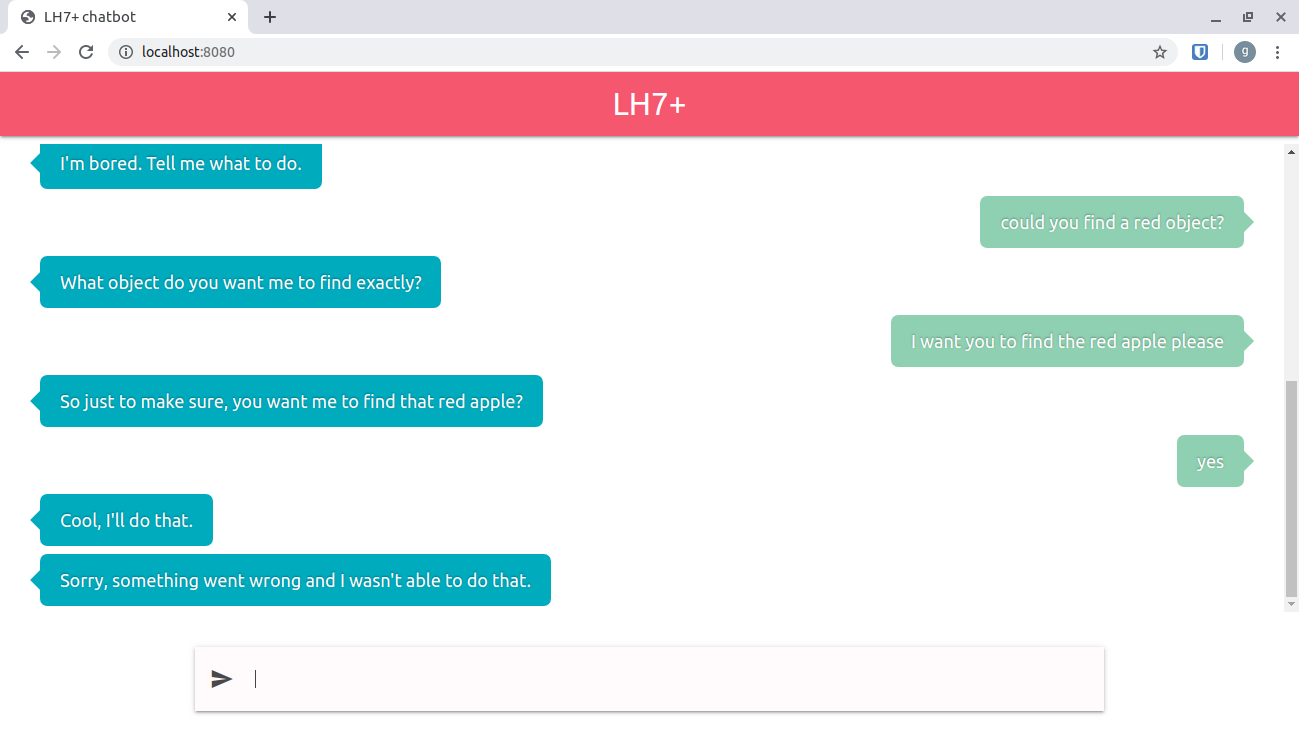 LH7+ chatbot
localhost:8080
g
LH7+
I'm bored. Tell me what to do.
could you find a red object?
What object do you want me to find exactly?
I want you to find the red apple please
So just to make sure, you want me to find that red apple?
yes
Cool, I'll do that.
Sorry, something went wrong and I wasn't able to do that.